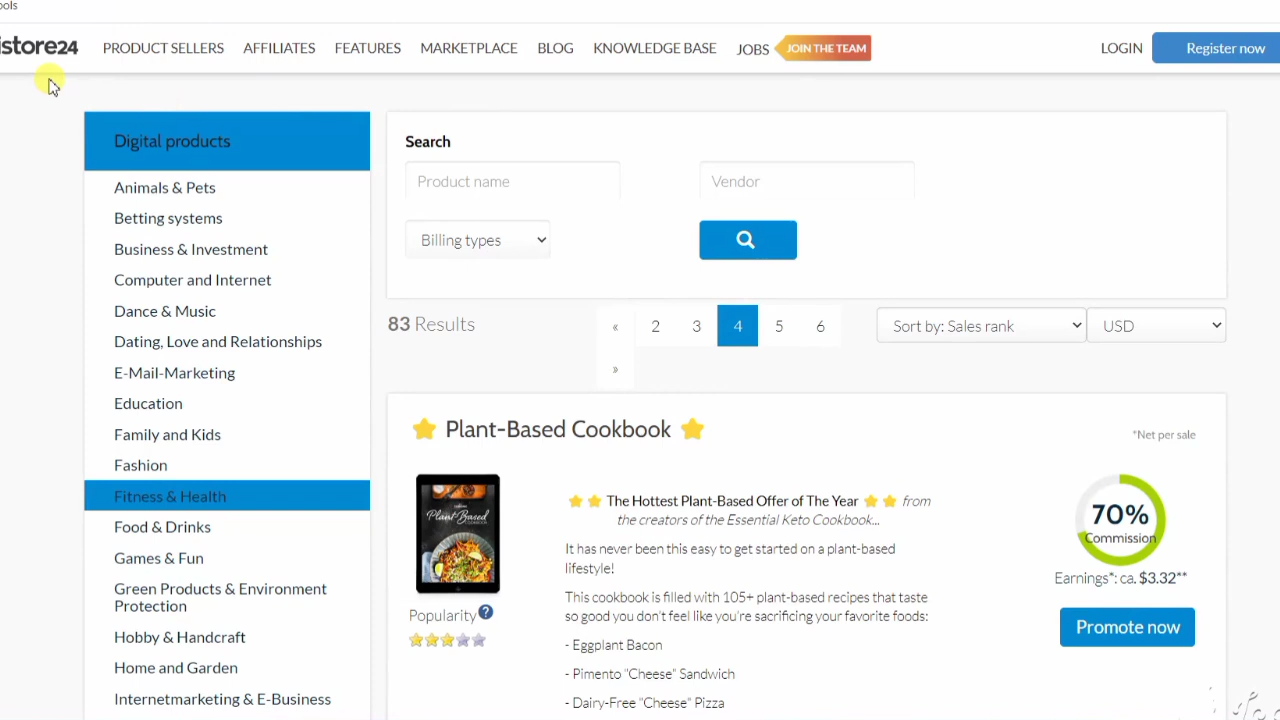 ools
istore24 PRODUCT SELLERS AFFILIATES FEATURES MARKETPLACE BLOG KNOWLEDGE BASE JOBS JOIN THE TEAM LOGIN Register now
Digital products
Animals & Pets
Betting systems
Business & Investment
Computer and Internet
Dance & Music
Dating, Love and Relationships
E-Mail-Marketing
Education
Family and Kids
Fashion
Fitness & Health
Food & Drinks
Games & Fun
Green Products & Environment
Protection
Hobby & Handcraft
Home and Garden
Internetmarketing & E-Business
Search
Product name Vendor
Billing types
83 Results
« 2 3 4 5 6
»
Sort by: Sales rank USD
Plant-Based Cookbook
*Net per sale
Plant-Based
Popularity ?
The Hottest Plant-Based Offer of The Year from
the creators of the Essential Keto Cookbook...
It has never been this easy to get started on a plant-based
lifestyle!
This cookbook is filled with 105+ plant-based recipes that taste
so good you don't feel like you're sacrificing your favorite foods:
- Eggplant Bacon
- Pimento "Cheese" Sandwich
- Dairy-Free "Cheese" Pizza
70%
Commission
Earnings*: ca. $3.32**
Promote now